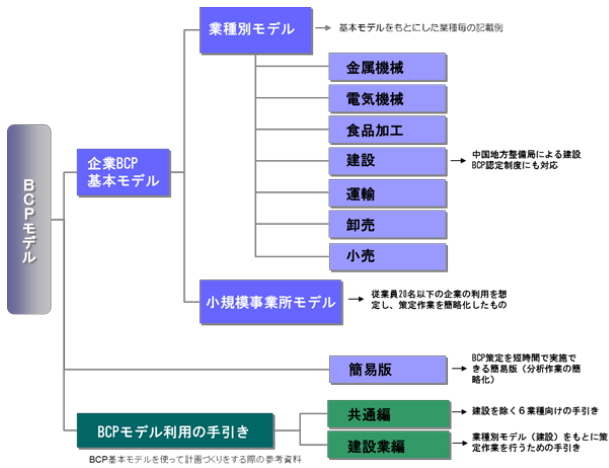 BCPモデル
企業BCP
基本モデル
業種別モデル
基本モデルをもとにした業種毎の記載例
金属機械
電気機械
食品加工
建設
中国地方整備局による建設
BCP認定制度にも対応
運輸
卸売
小売
小規模事業所モデル
従業員20名以下の企業の利用を想
定し、策定作業を簡略化したもの
簡易版
BCP策定を短時間で実施で
きる簡易版（分析作業の簡
略化）
BCPモデル利用の手引き
BCP基本モデルを使って計画づくりをする際の参考資料
共通編
建設を除く６業種向けの手引き
建設業編
業種別モデル（建設）をもとに策
定作業を行うための手引き